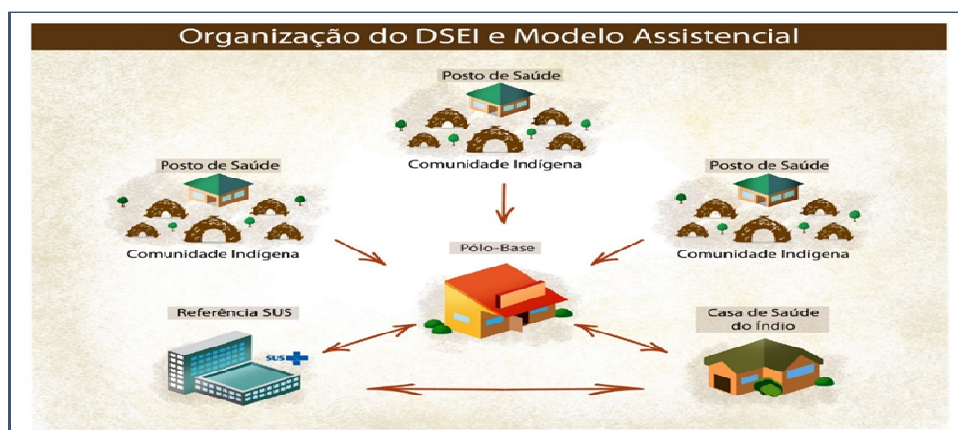 Organização do DSEI e Modelo Assistencial
Posto de Saúde
Comunidade Indígena
Posto de Saúde
Comunidade Indígena
Posto de Saúde
Comunidade Indígena
Pólo-Base
Referência SUS
SUS
Casa de Saúde
do Índio